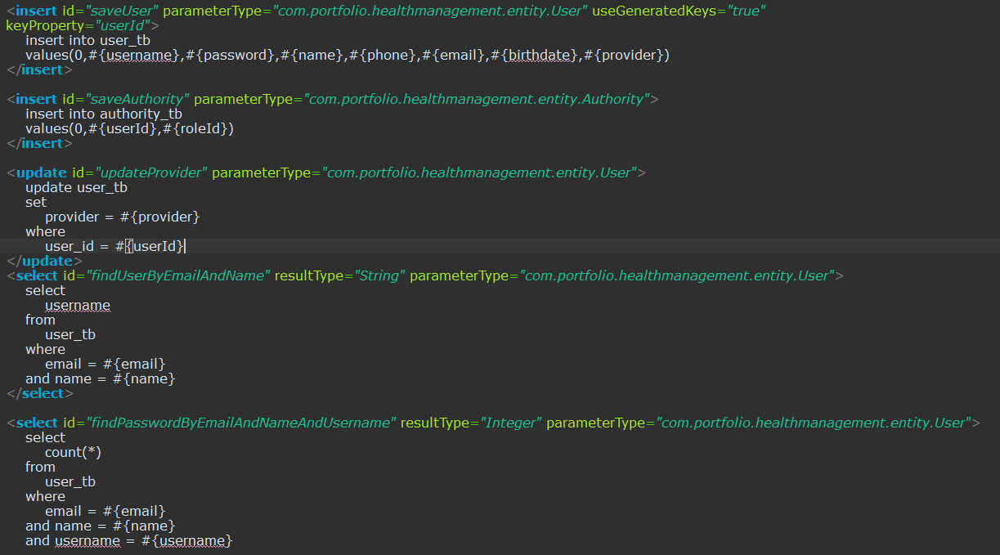 <insert id="saveUser" parameterType="com.portfolio.healthmanagement.entity.User" useGeneratedKeys="true"
keyProperty="userId">
insert into user_tb
values(0,#{username},#{password},#{name},#{phone},#{email},#{birthdate},#{provider})
</insert>
<insert id="saveAuthority" parameterType="com.portfolio.healthmanagement.entity.Authority">
insert into authority_tb
values(0,#{userId},#{roleId})
</insert>
<update id="updateProvider" parameterType="com.portfolio.healthmanagement.entity.User">
update user_tb
set
provider = #{provider}
where
user_id = #{userId}
</update>
<select id="findUserByEmailAndName" resultType="String" parameterType="com.portfolio.healthmanagement.entity.User">
select
username
from
user_tb
where
email = #{email}
and name = #{name}
</select>
<select id="findPasswordByEmailAndNameAndUsername" resultType="Integer" parameterType="com.portfolio.healthmanagement.entity.User">
select
count(*)
from
user_tb
where
email = #{email}
and name = #{name}
and username = #{username}